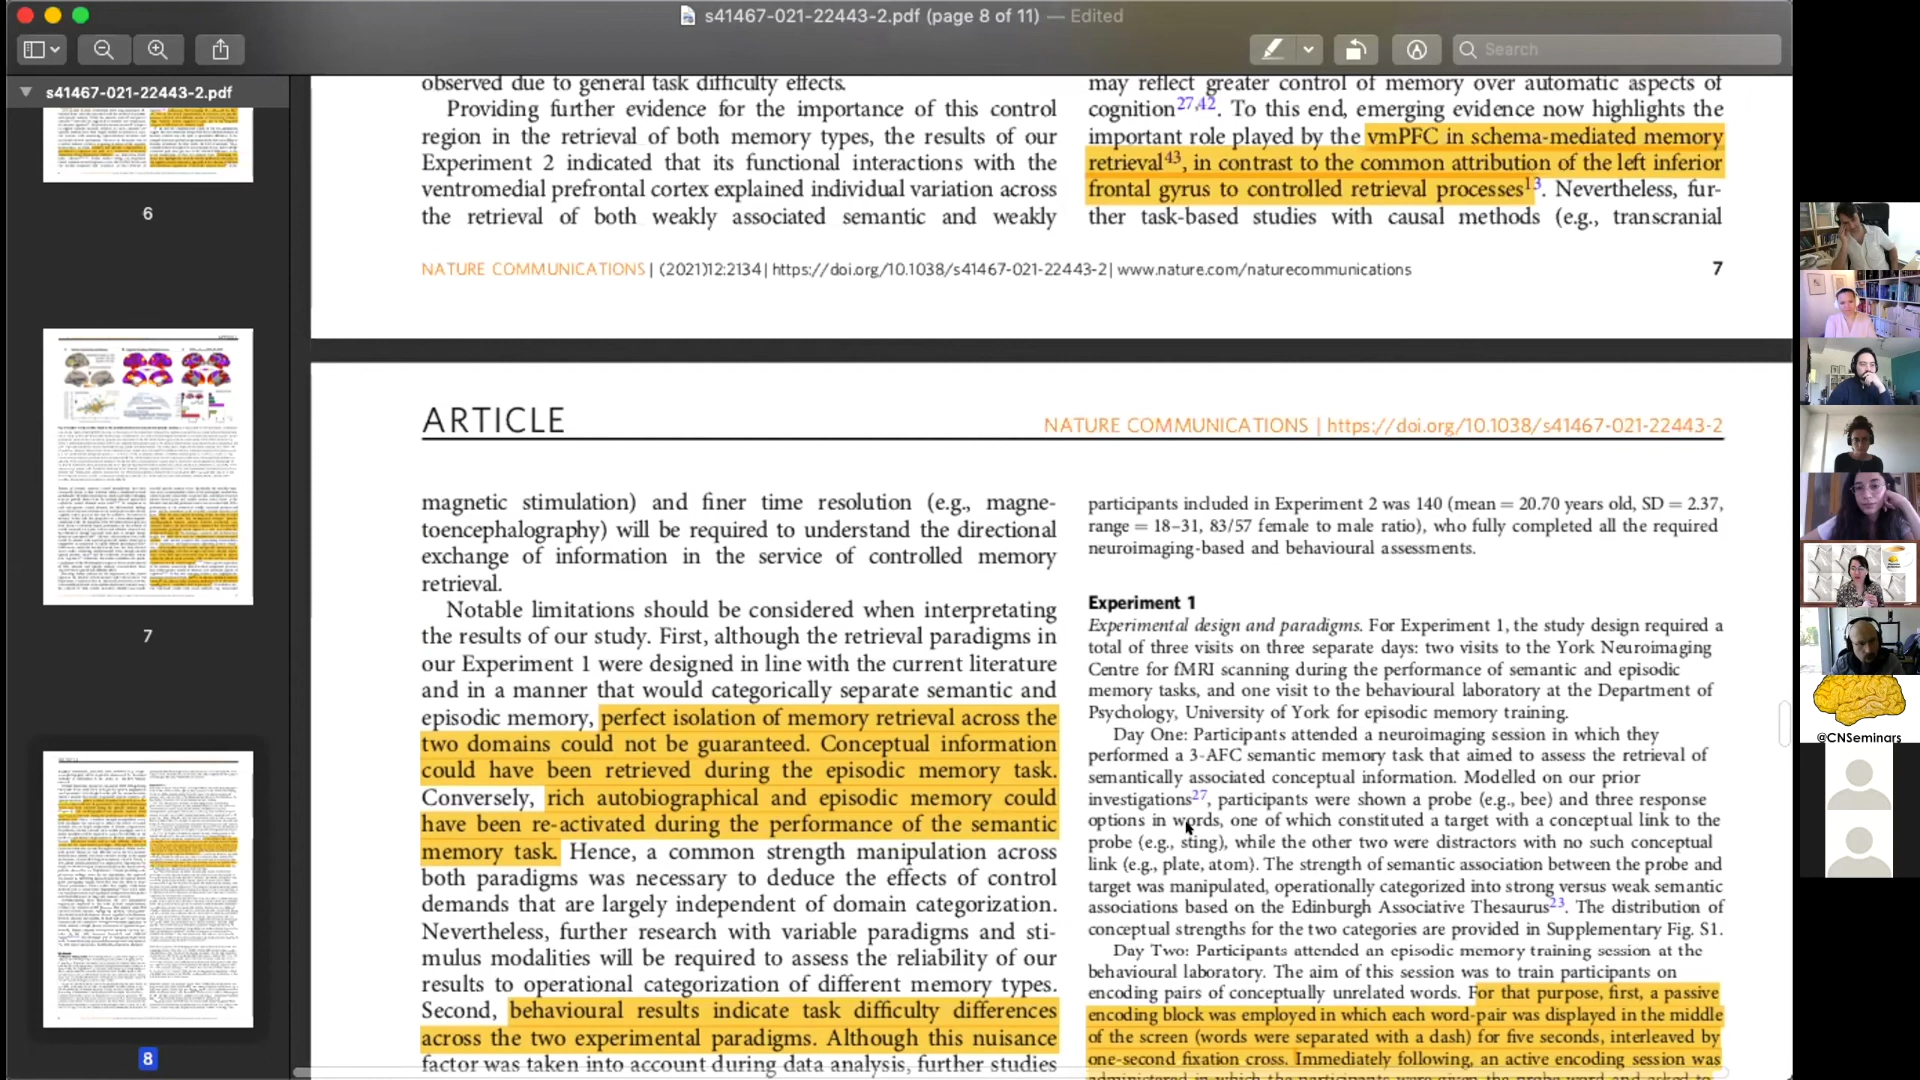 s41467-021-22443-2.pdf (page 8 of 11) — Edited
Search
s41467-021-22443-2.pdf
6
7
8
observed due to general task difficulty effects.
Providing further evidence for the importance of this control
region in the retrieval of both memory types, the results of our
Experiment 2 indicated that its functional interactions with the
ventromedial prefrontal cortex explained individual variation across
the retrieval of both weakly associated semantic and weakly
may reflect greater control of memory over automatic aspects of
cognition27,42. To this end, emerging evidence now highlights the
important role played by the vmPFC in schema-mediated memory
retrieval43, in contrast to the common attribution of the left inferior
frontal gyrus to controlled retrieval processes13. Nevertheless, fur-
ther task-based studies with causal methods (e.g., transcranial
NATURE COMMUNICATIONS | (2021)12:2134 | https://doi.org/10.1038/s41467-021-22443-2 | www.nature.com/naturecommunications
7
ARTICLE
NATURE COMMUNICATIONS | https://doi.org/10.1038/s41467-021-22443-2
magnetic stimulation) and finer time resolution (e.g., magne-
toencephalography) will be required to understand the directional
exchange of information in the service of controlled memory
retrieval.
Notable limitations should be considered when interpreting
the results of our study. First, although the retrieval paradigms in
our Experiment 1 were designed in line with the current literature
and in a manner that would categorically separate semantic and
episodic memory, perfect isolation of memory retrieval across the
two domains could not be guaranteed. Conceptual information
could have been retrieved during the episodic memory task.
Conversely, rich autobiographical and episodic memory could
have been re-activated during the performance of the semantic
memory task. Hence, a common strength manipulation across
both paradigms was necessary to deduce the effects of control
demands that are largely independent of domain categorization.
Nevertheless, further research with variable paradigms and sti-
mulus modalities will be required to assess the reliability of our
results to operational categorization of different memory types.
Second, behavioural results indicate task difficulty differences
across the two experimental paradigms. Although this nuisance
factor was taken into account during data analysis, further studies
participants included in Experiment 2 was 140 (mean = 20.70 years old, SD = 2.37,
range = 18–31, 83/57 female to male ratio), who fully completed all the required
neuroimaging-based and behavioural assessments.
Experiment 1
Experimental design and paradigms. For Experiment 1, the study design required a
total of three visits on three separate days: two visits to the York Neuroimaging
Centre for fMRI scanning during the performance of semantic and episodic
memory tasks, and one visit to the behavioural laboratory at the Department of
Psychology, University of York for episodic memory training.
Day One: Participants attended a neuroimaging session in which they
performed a 3-AFC semantic memory task that aimed to assess the retrieval of
semantically associated conceptual information. Modelled on our prior
investigations27, participants were shown a probe (e.g., bee) and three response
options in words, one of which constituted a target with a conceptual link to the
probe (e.g., sting), while the other two were distractors with no such conceptual
link (e.g., plate, atom). The strength of semantic association between the probe and
target was manipulated, operationally categorized into strong versus weak semantic
associations based on the Edinburgh Associative Thesaurus23. The distribution of
conceptual strengths for the two categories are provided in Supplementary Fig. S1.
Day Two: Participants attended an episodic memory training session at the
behavioural laboratory. The aim of this session was to train participants on
encoding pairs of conceptually unrelated words. For that purpose, first, a passive
encoding block was employed in which each word-pair was displayed in the middle
of the screen (words were separated with a dash) for five seconds, interleaved by
one-second fixation cross. Immediately following, an active encoding session was
@CNSeminars